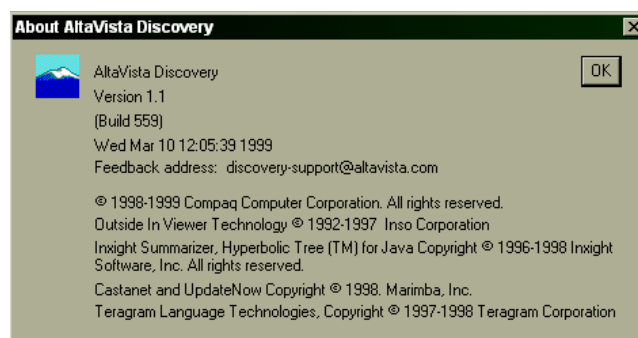 About AltaVista Discovery
OK
AltaVista Discovery
Version 1.1
(Build 559)
Wed Mar 10 12:05:39 1999
Feedback address: discovery-support@altavista.com
© 1998-1999 Compaq Computer Corporation. All rights reserved.
Outside In Viewer Technology © 1992-1997 Inso Corporation
Inxight Summarizer, Hyperbolic Tree (TM) for Java Copyright © 1996-1998 Inxight
Software, Inc. All rights reserved.
Castanet and UpdateNow Copyright © 1998. Marimba, Inc.
Teragram Language Technologies, Copyright © 1997-1998 Teragram Corporation